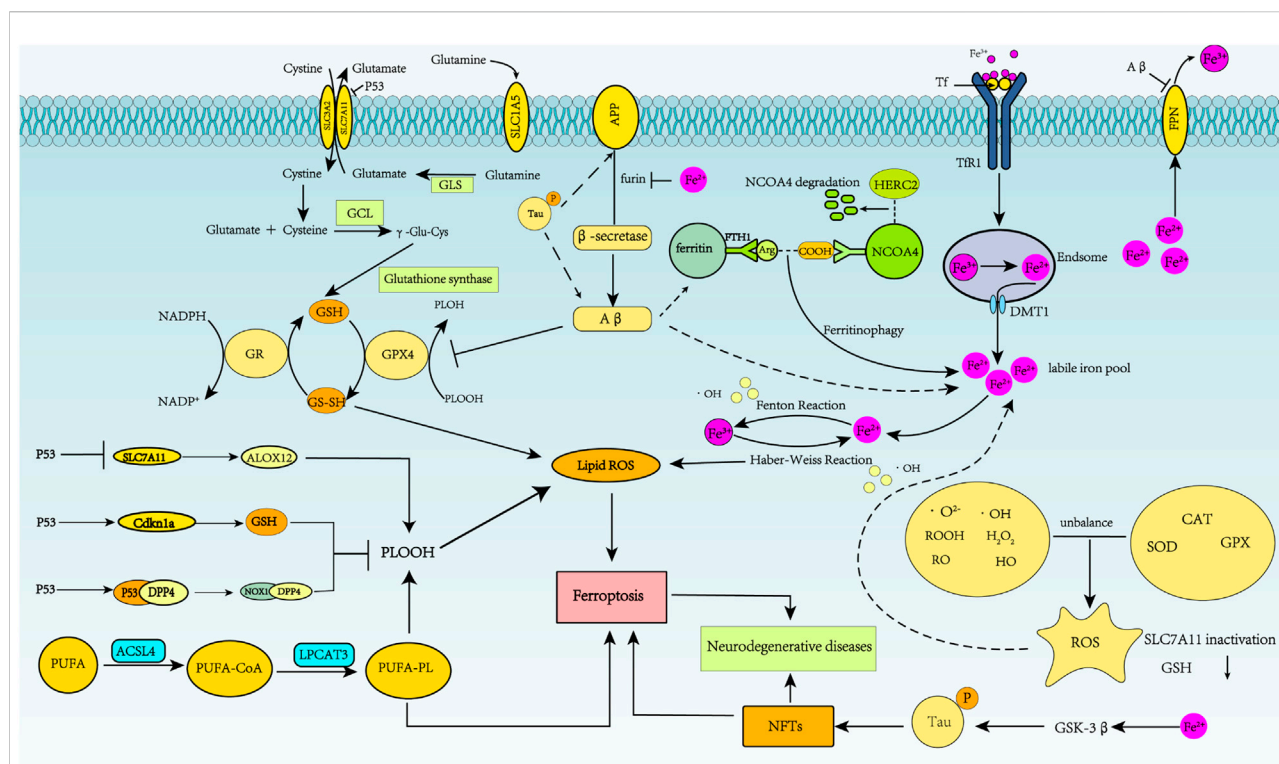 Cystine
Glutamate
P53
SLC3A2
SLC7A11
Glutamine
SLC1A5
APP
Fe³⁺
Tf
TfR1
A β
Fe³⁺
FPN
Cystine
Glutamate
GLS
Glutamine
GCL
Glutamate + Cysteine
γ -Glu-Cys
Glutathione synthase
furin
Fe²⁺
Tau
P
β -secretase
A β
NCOA4 degradation
HERC2
ferritin
FTH1
Arg
COOH
NCOA4
Ferritinophagy
Fe³⁺
Fe²⁺
Endsome
DMT1
Fe²⁺
Fe²⁺
Fe²⁺
Fe²⁺
Fe²⁺
Fe²⁺
labile iron pool
NADPH
NADP⁺
GR
GSH
GS-SH
GPX4
PLOH
PLOOH
· OH
Fenton Reaction
Fe³⁺
Fe²⁺
Haber-Weiss Reaction
· OH
P53
SLC7A11
ALOX12
Lipid ROS
P53
Cdkn1a
GSH
PLOOH
P53
P53
DPP4
NOX1
DPP4
Ferroptosis
Neurodegenerative diseases
PUFA
ACSL4
PUFA-CoA
LPCAT3
PUFA-PL
NFTs
Tau
P
GSK-3 β
Fe²⁺
· O²⁻
· OH
ROOH
H₂O₂
RO
HO
unbalance
CAT
SOD
GPX
ROS
SLC7A11 inactivation
GSH